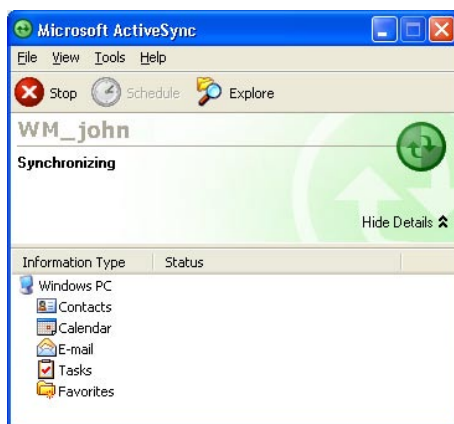 Microsoft ActiveSync
File View Tools Help
Stop Schedule Explore
WM_john
Synchronizing
Hide Details
Information Type Status
Windows PC
Contacts
Calendar
E-mail
Tasks
Favorites